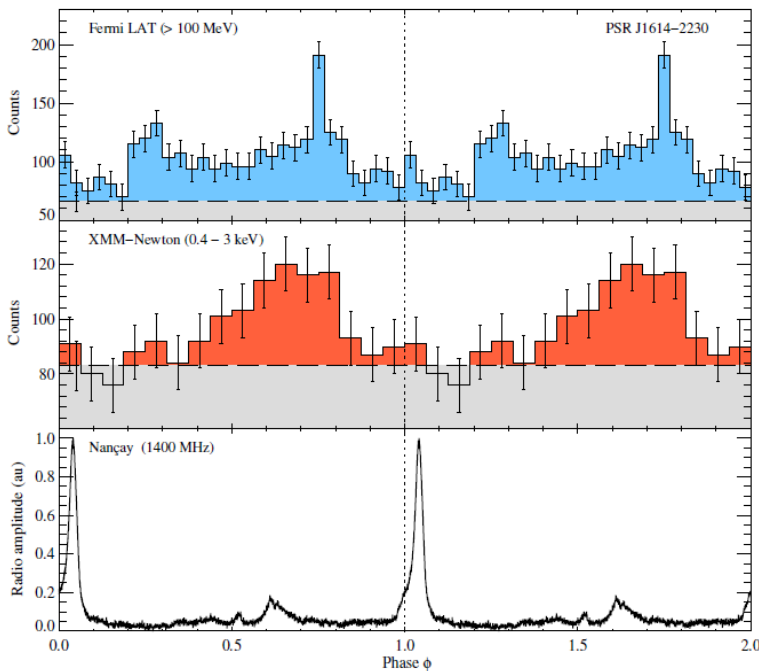 Fermi LAT (> 100 MeV)
PSR J1614−2230
200
150
100
50
Counts
XMM−Newton (0.4 − 3 keV)
120
100
80
Counts
Nançay (1400 MHz)
1.0
0.8
0.6
0.4
0.2
0.0
Radio amplitude (au)
0.0
0.5
1.0
1.5
2.0
Phase ϕ